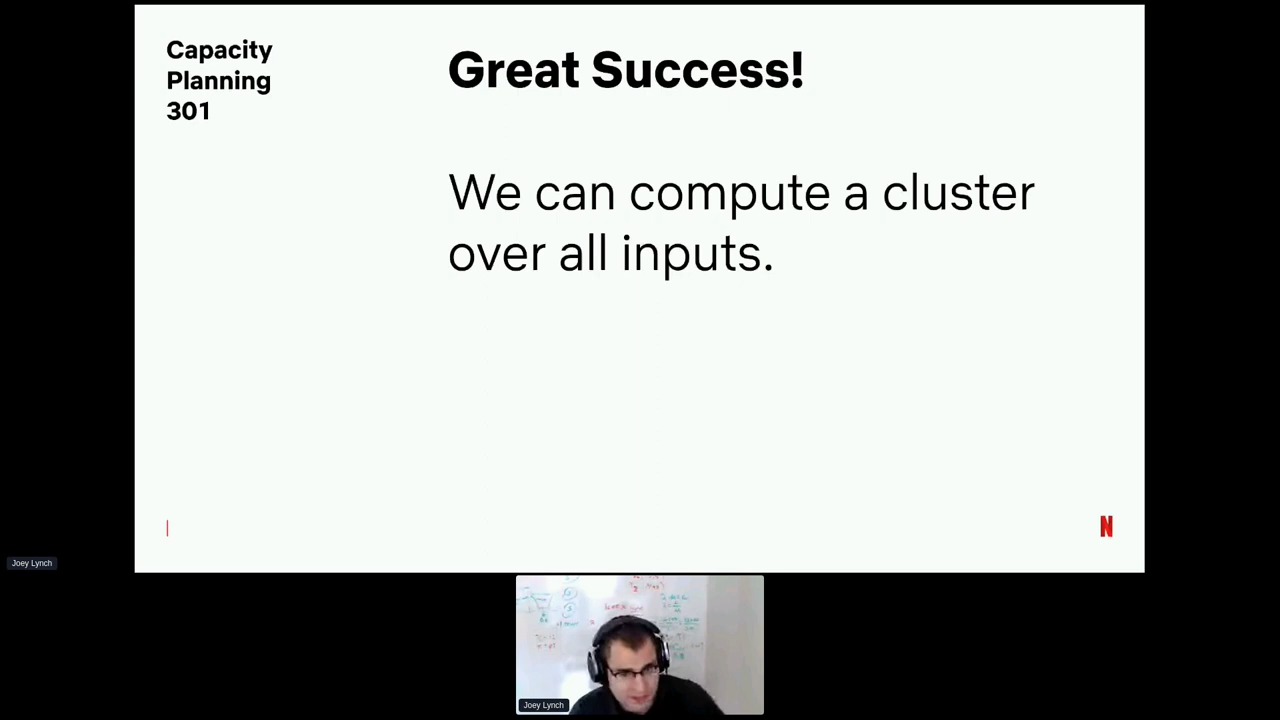 Capacity
Planning
301
Great Success!
We can compute a cluster
over all inputs.
N
Joey Lynch
Joey Lynch